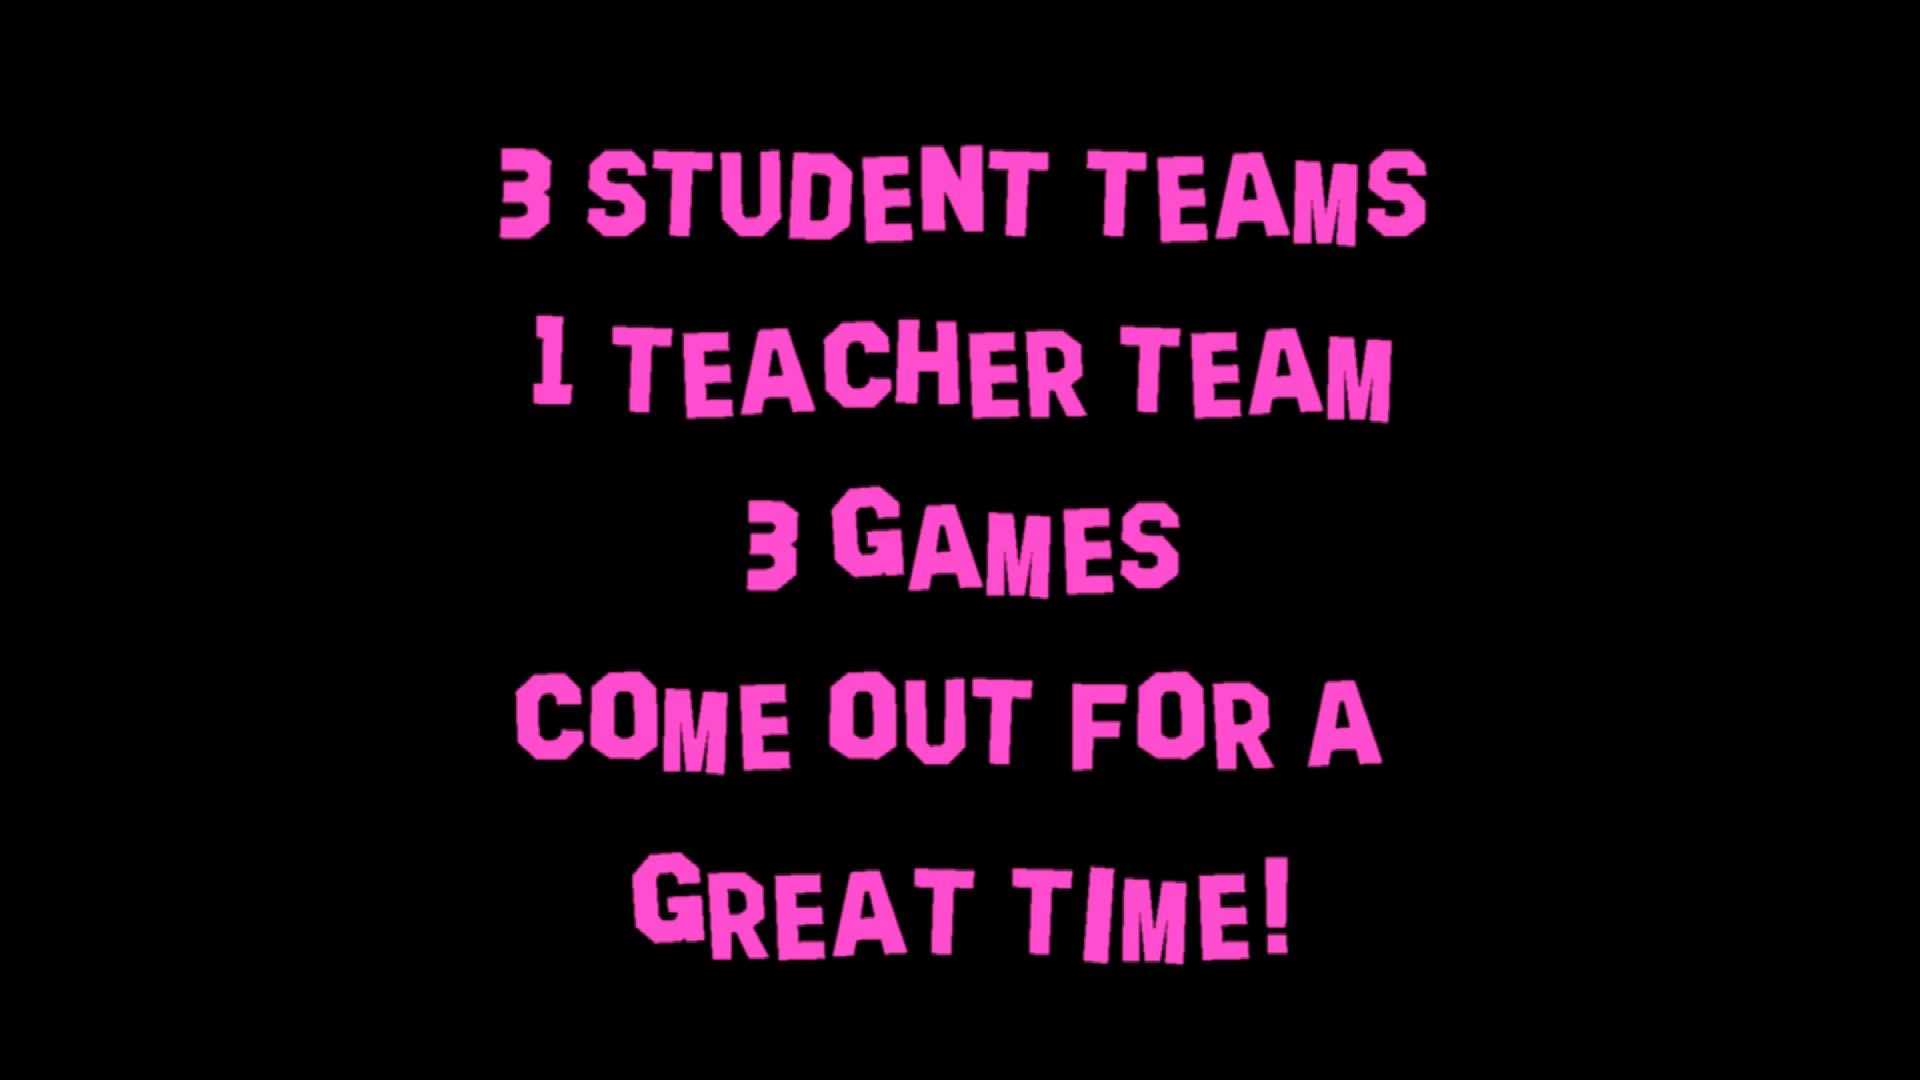 3 STUDENT TEAMS
1 TEACHER TEAM
3 GAMES
COME OUT FOR A
GREAT TIME!